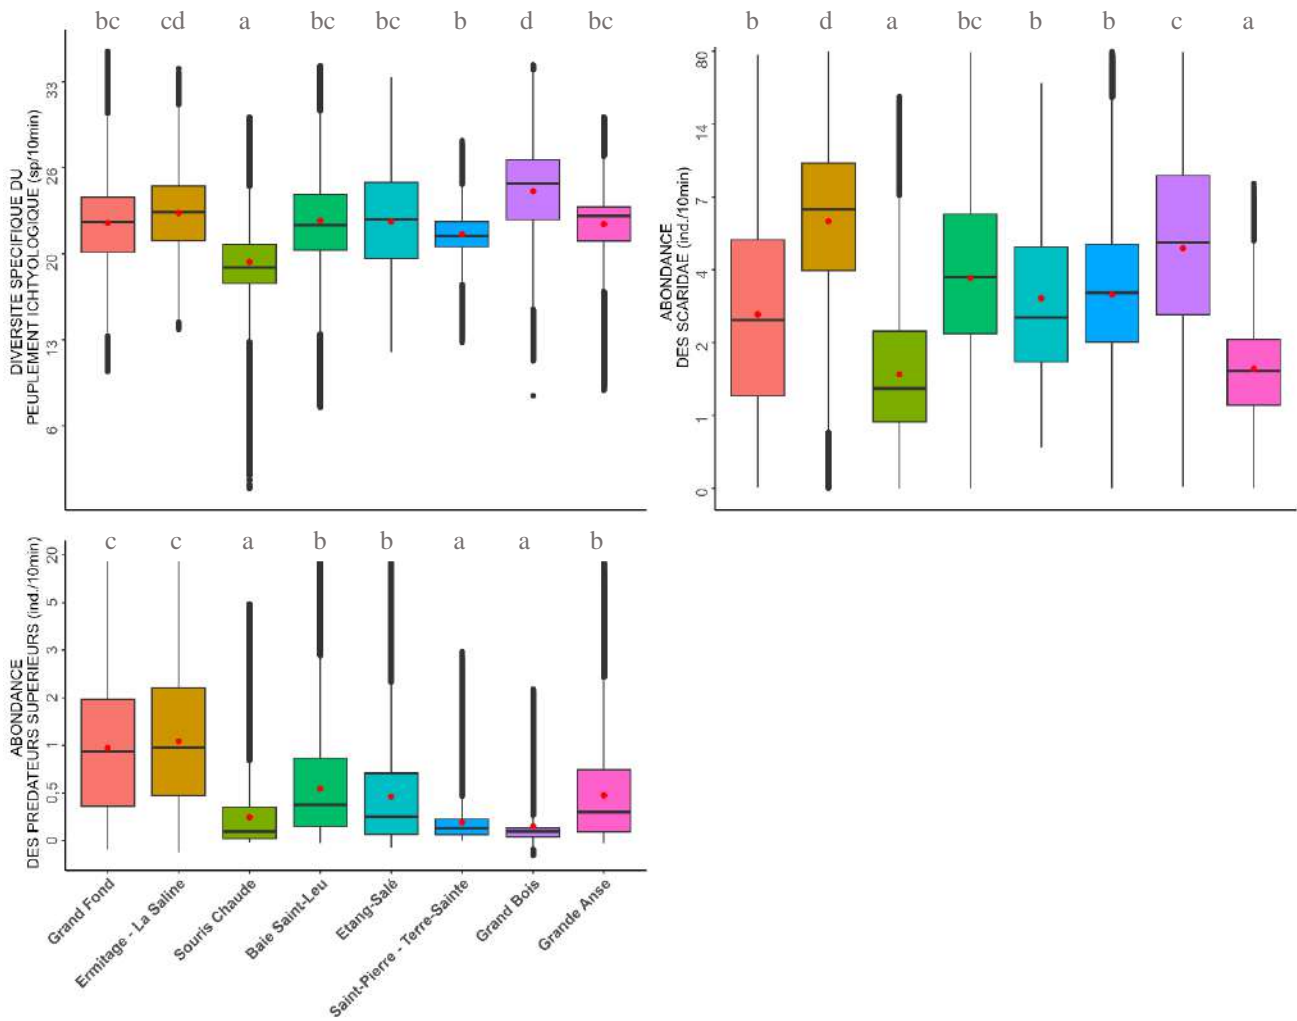 bc cd a bc bc b d bc
DIVERSITE SPECIFIQUE DU
PEUPLEMENT ICHTYOLOGIQUE (sp/10min)
33
26
20
13
6
b d a bc b b c a
ABONDANCE
DES SCARIDAE (ind./10min)
80
14
7
4
2
1
0
c c a b b a a b
ABONDANCE
DES PREDATEURS SUPERIEURS (ind./10min)
20
5
3
2
1
0.5
0
Grand Fond
Ermitage - La Saline
Souris Chaude
Baie Saint-Leu
Etang-Salé
Saint-Pierre - Terre-Sainte
Grand Bois
Grande Anse